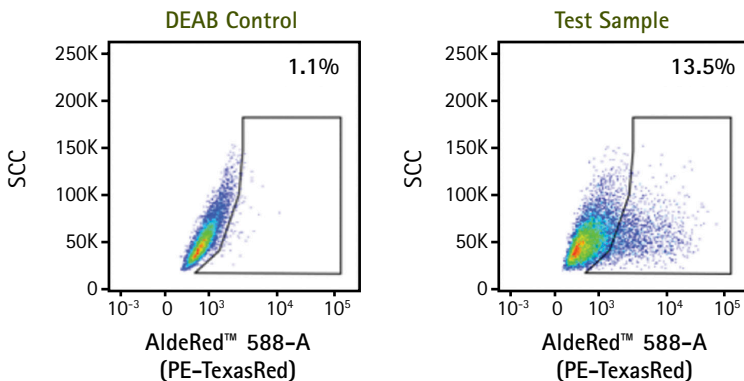 DEAB Control
1.1%
250K
200K
150K
100K
50K
0
SCC
10-3 0 103 104 105
AldeRed™ 588-A
(PE-TexasRed)
Test Sample
13.5%
250K
200K
150K
100K
50K
0
SCC
10-3 0 103 104 105
AldeRed™ 588-A
(PE-TexasRed)